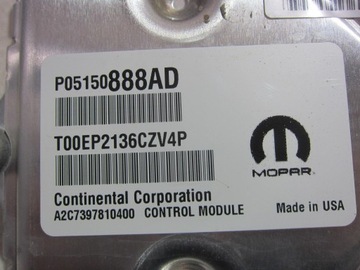 P05150888AD
T00EP2136CZV4P
MOPAR
Continental Corporation
A2C7397810400 CONTROL MODULE
Made in USA